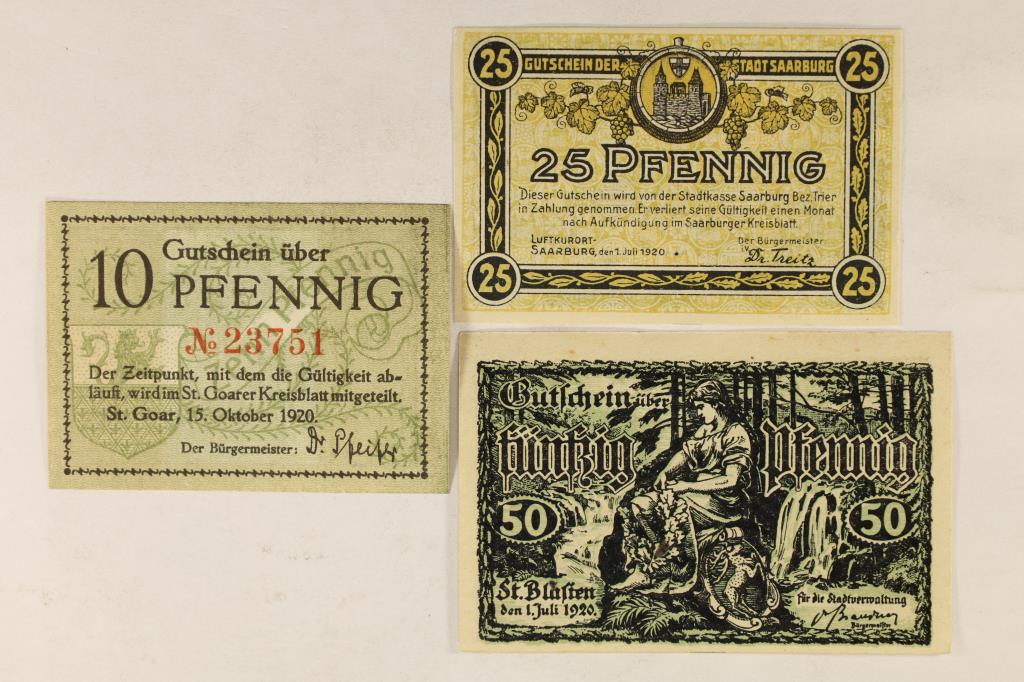 25 GUTSCHEIN DER STADT SAARBURG 25
25 PFENNIG
Dieser Gutschein wird von der Stadtkasse Saarburg Bez. Trier
in Zahlung genommen. Er verliert seine Gültigkeit einen Monat
nach Aufkündigung im Saarburger Kreisblatt.
LUFTKURORT-
SAARBURG, den 1. Juli 1920
Der Bürgermeister
IV
Dr. Treitz
25 25
Gutschein über
10 PFENNIG
№ 23751
Der Zeitpunkt, mit dem die Gültigkeit ab-
läuft, wird im St. Goarer Kreisblatt mitgeteilt.
St. Goar, 15. Oktober 1920.
Der Bürgermeister:
Gutschein über
fünfzig Pfennig
50 50
St. Blasien
den 1. Juli 1920.
für die Stadtverwaltung
Bürgermeister